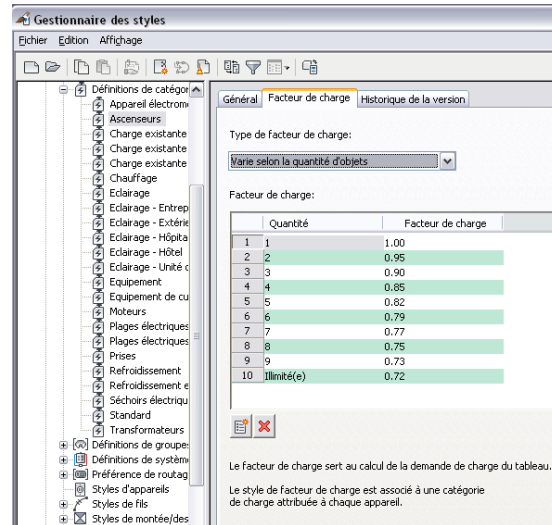 Gestionnaire des styles
Fichier Edition Affichage
Définitions de catégor
Appareil électrom
Ascenseurs
Charge existante
Charge existante
Charge existante
Chauffage
Eclairage
Eclairage - Entrep
Eclairage - Extérie
Eclairage - Hôpita
Eclairage - Hôtel
Eclairage - Unité
Equipement
Equipement de cu
Moteurs
Plages électriques
Plages électriques
Prises
Refroidissement
Refroidissement e
Séchoirs électriqu
Standard
Transformateurs
Définitions de groupe
Définitions de systèm
Préférence de routag
Styles d'appareils
Styles de fils
Styles de montée/des
Général Facteur de charge Historique de la version
Type de facteur de charge:
Varie selon la quantité d'objets
Facteur de charge:
Quantité Facteur de charge
1 1 1.00
2 2 0.95
3 3 0.90
4 4 0.85
5 5 0.82
6 6 0.79
7 7 0.77
8 8 0.75
9 9 0.73
10 Illimité(e) 0.72
Le facteur de charge sert au calcul de la demande de charge du tableau.
Le style de facteur de charge est associé à une catégorie
de charge attribuée à chaque appareil.